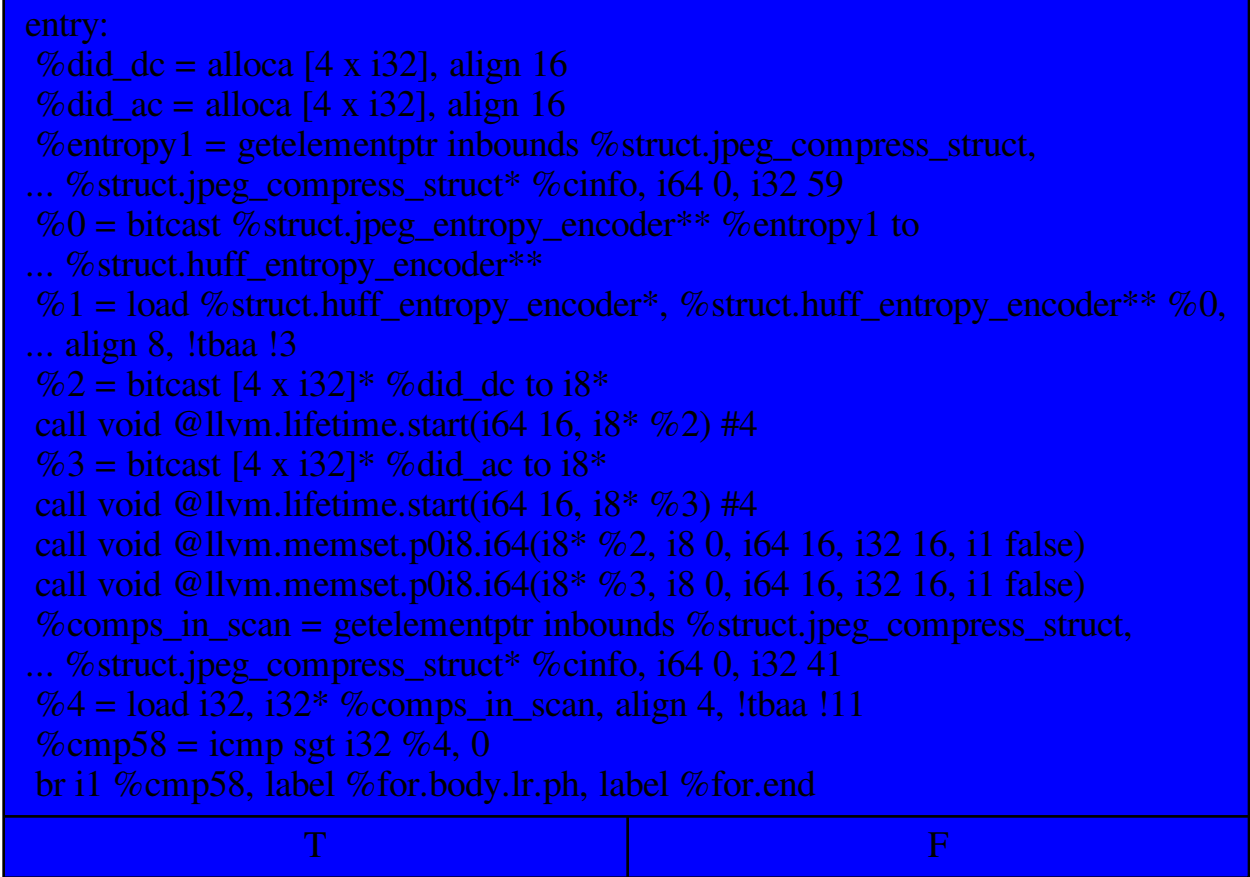 entry:
%did_dc = alloca [4 x i32], align 16
%did_ac = alloca [4 x i32], align 16
%entropy1 = getelementptr inbounds %struct.jpeg_compress_struct,
... %struct.jpeg_compress_struct* %cinfo, i64 0, i32 59
%0 = bitcast %struct.jpeg_entropy_encoder** %entropy1 to
... %struct.huff_entropy_encoder**
%1 = load %struct.huff_entropy_encoder*, %struct.huff_entropy_encoder** %0,
... align 8, !tbaa !3
%2 = bitcast [4 x i32]* %did_dc to i8*
call void @llvm.lifetime.start(i64 16, i8* %2) #4
%3 = bitcast [4 x i32]* %did_ac to i8*
call void @llvm.lifetime.start(i64 16, i8* %3) #4
call void @llvm.memset.p0i8.i64(i8* %2, i8 0, i64 16, i32 16, i1 false)
call void @llvm.memset.p0i8.i64(i8* %3, i8 0, i64 16, i32 16, i1 false)
%comps_in_scan = getelementptr inbounds %struct.jpeg_compress_struct,
... %struct.jpeg_compress_struct* %cinfo, i64 0, i32 41
%4 = load i32, i32* %comps_in_scan, align 4, !tbaa !11
%cmp58 = icmp sgt i32 %4, 0
br i1 %cmp58, label %for.body.lr.ph, label %for.end
T F